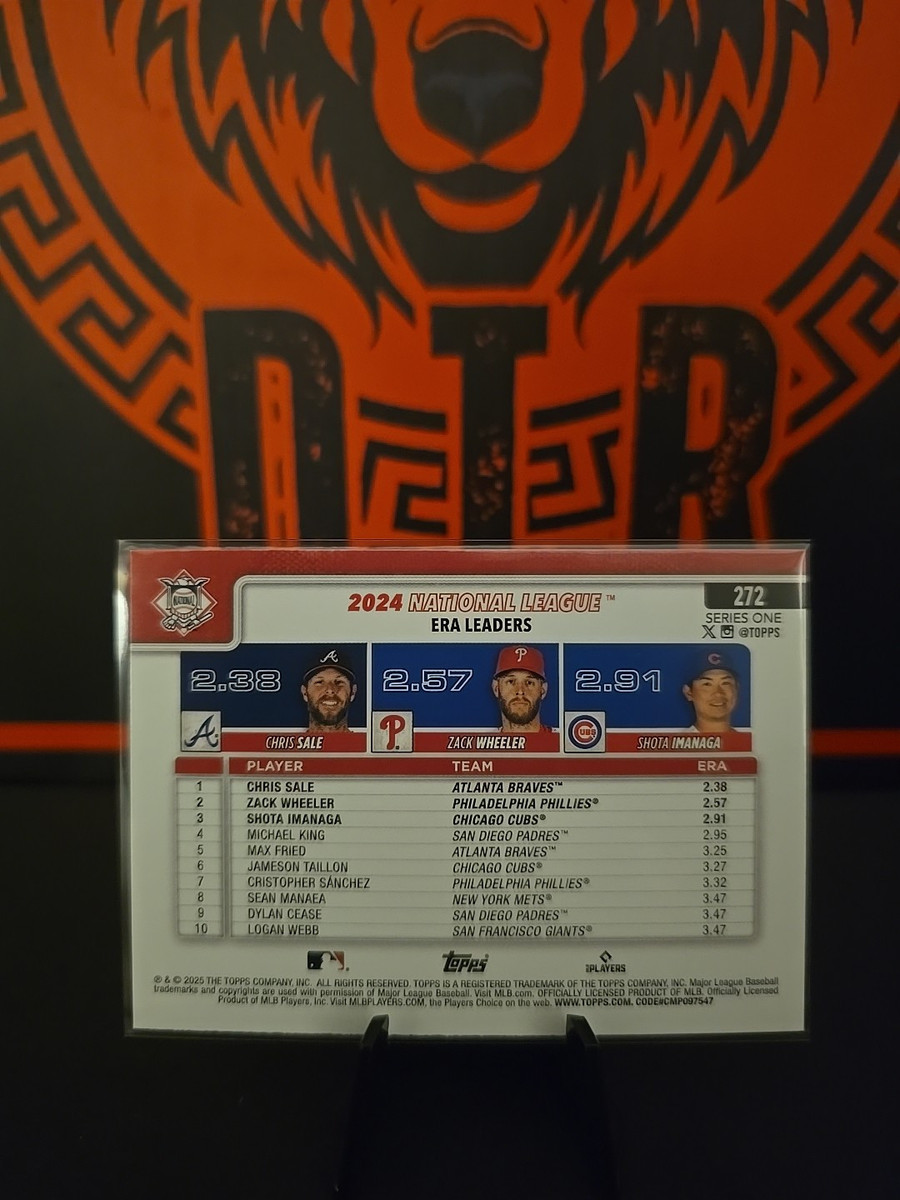 DTR
NATIONAL
2024 NATIONAL LEAGUE™
ERA LEADERS
272
SERIES ONE
@TOPPS
2.38
2.57
2.91
A
P
C
A
P
CUBS
CHRIS SALE
ZACK WHEELER
SHOTA IMANAGA
PLAYER TEAM ERA
1 CHRIS SALE ATLANTA BRAVES™ 2.38
2 ZACK WHEELER PHILADELPHIA PHILLIES® 2.57
3 SHOTA IMANAGA CHICAGO CUBS® 2.91
4 MICHAEL KING SAN DIEGO PADRES™ 2.95
5 MAX FRIED ATLANTA BRAVES™ 3.25
6 JAMESON TAILLON CHICAGO CUBS® 3.27
7 CRISTOPHER SÁNCHEZ PHILADELPHIA PHILLIES® 3.32
8 SEAN MANAEA NEW YORK METS® 3.47
9 DYLAN CEASE SAN DIEGO PADRES™ 3.47
10 LOGAN WEBB SAN FRANCISCO GIANTS® 3.47
topps®
PLAYERS
® & © 2025 THE TOPPS COMPANY, INC. ALL RIGHTS RESERVED. TOPPS IS A REGISTERED TRADEMARK OF THE TOPPS COMPANY, INC. Major League Baseball
trademarks and copyrights are used with permission of Major League Baseball. Visit MLB.com. OFFICIALLY LICENSED PRODUCT OF MLB. Officially Licensed
Product of MLB Players, Inc. Visit MLBPLAYERS.COM, the Players Choice on the web. WWW.TOPPS.COM. CODE#CMP097547